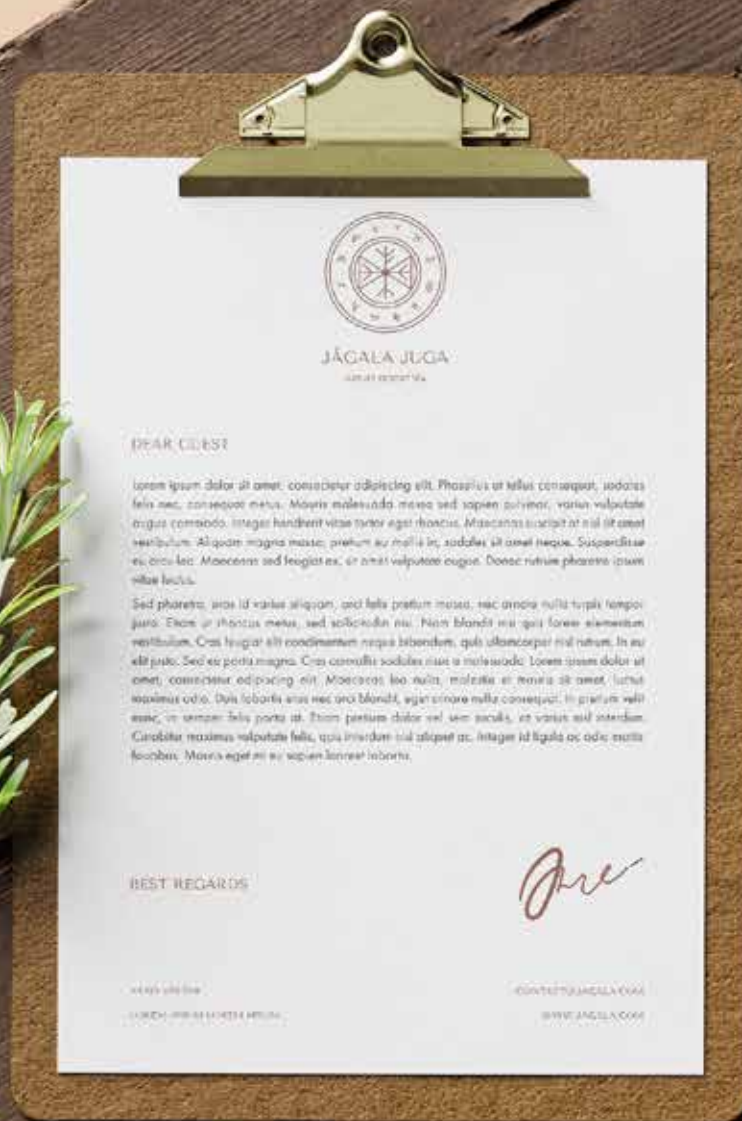 JÄGALA JUGA
DEAR GUEST
Lorem ipsum dolor sit amet, consectetur adipiscing elit. Phasellus at tellus consequat, sodales
felis nec, consequat metus. Mauris malesuada massa sed sapien pulvinar, varius vulputate
augue commodo. Integer hendrerit vitae tortor eget rhoncus. Maecenas suscipit at nisl sit amet
vestibulum. Aliquam magna massa, pretium eu mollis in, sodales sit amet neque. Suspendisse
eu arcu leo. Maecenas sed feugiat ex, sit amet vulputate augue. Donec rutrum pharetra ipsum
vitae luctus.
Sed pharetra, eros id varius aliquam, orci felis pretium massa, nec ornare nulla turpis tempor
justo. Etiam ut rhoncus metus, sed sollicitudin nisi. Nam blandit nisi quis lorem elementum
vestibulum. Cras feugiat elit condimentum neque bibendum, quis ullamcorper nisl rutrum. In eu
elit justo. Sed eu porta magna. Cras convallis sodales risus a malesuada. Lorem ipsum dolor sit
amet, consectetur adipiscing elit. Maecenas leo nulla, molestie et mauris sit amet, luctus
maximus odio. Duis lobortis eros nec orci blandit, eget ornare nulla consequat. In pretium velit
nunc, in semper felis porta at. Etiam pretium dolor vel sem iaculis, at varius nisl interdum.
Curabitur maximus vulputate felis, quis interdum nisl aliquet ac. Integer id ligula ac odio mattis
faucibus. Mauris eget mi eu sapien laoreet lobortis.
BEST REGARDS
WWW.JAGALA.COM